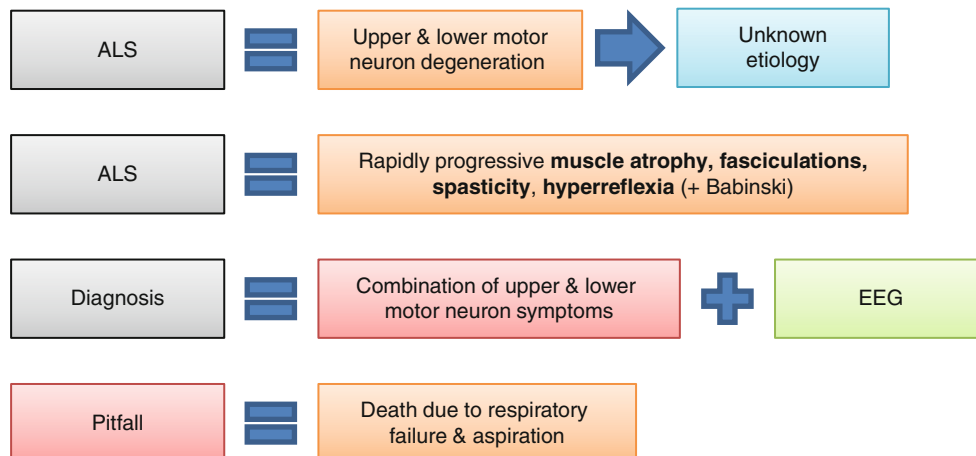 ALS
Upper & lower motor
neuron degeneration
Unknown
etiology
ALS
Rapidly progressive muscle atrophy, fasciculations,
spasticity, hyperreflexia (+ Babinski)
Diagnosis
Combination of upper & lower
motor neuron symptoms
EEG
Pitfall
Death due to respiratory
failure & aspiration